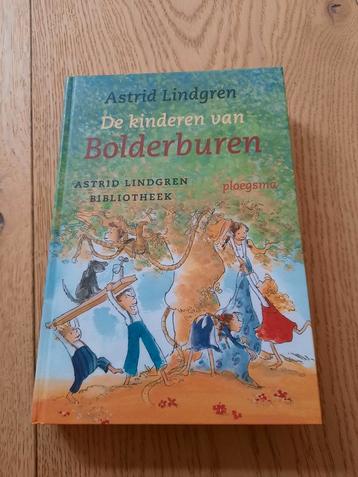 Astrid Lindgren
De kinderen van
Bolderburen
ASTRID LINDGREN
BIBLIOTHEEK
ploegsma